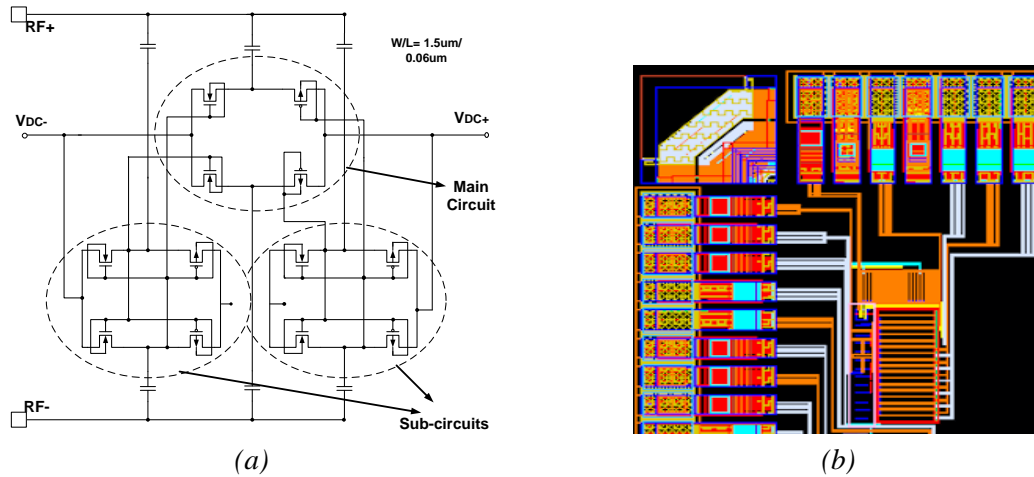 RF+
W/L= 1.5um/
0.06um
VDC-
VDC+
Main
Circuit
RF-
Sub-circuits
(a)
(b)